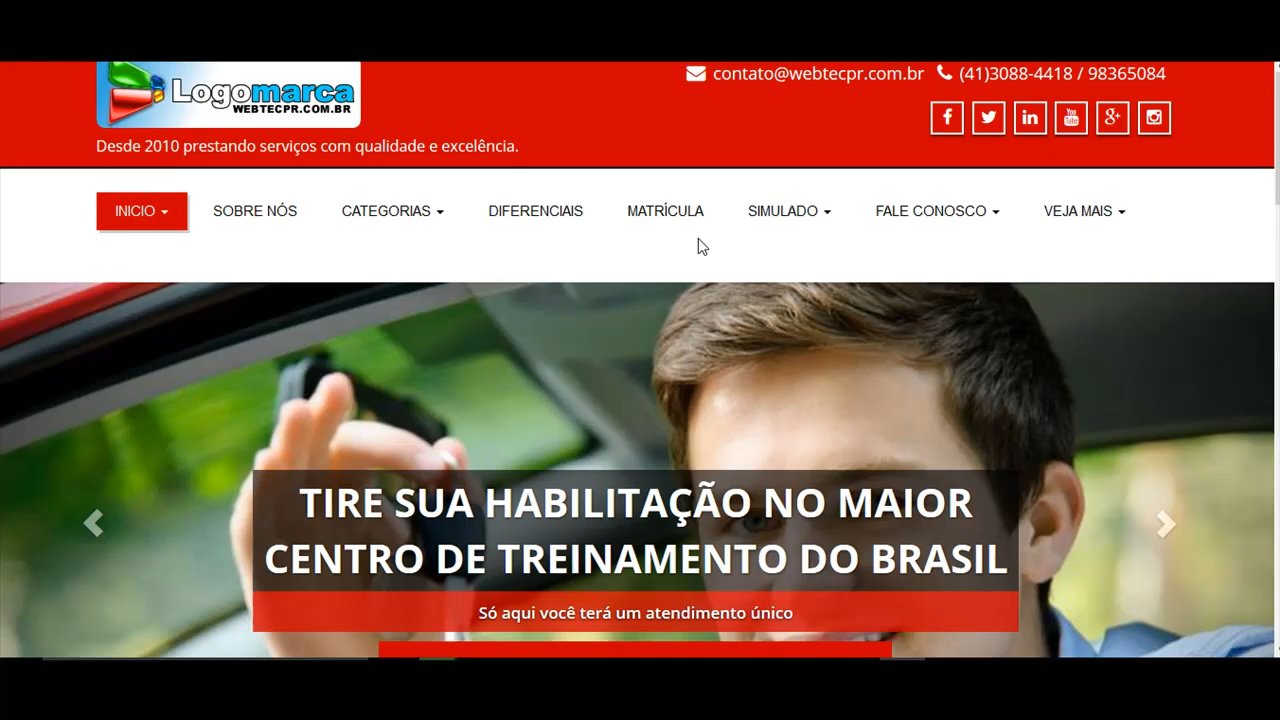 Logomarca
WEBTECPR.COM.BR
contato@webtecpr.com.br (41)3088-4418 / 98365084
Desde 2010 prestando serviços com qualidade e excelência.
INICIO SOBRE NÓS CATEGORIAS DIFERENCIAIS MATRÌCULA SIMULADO FALE CONOSCO VEJA MAIS
TIRE SUA HABILITAÇÃO NO MAIOR
CENTRO DE TREINAMENTO DO BRASIL
Só aqui você terá um atendimento único